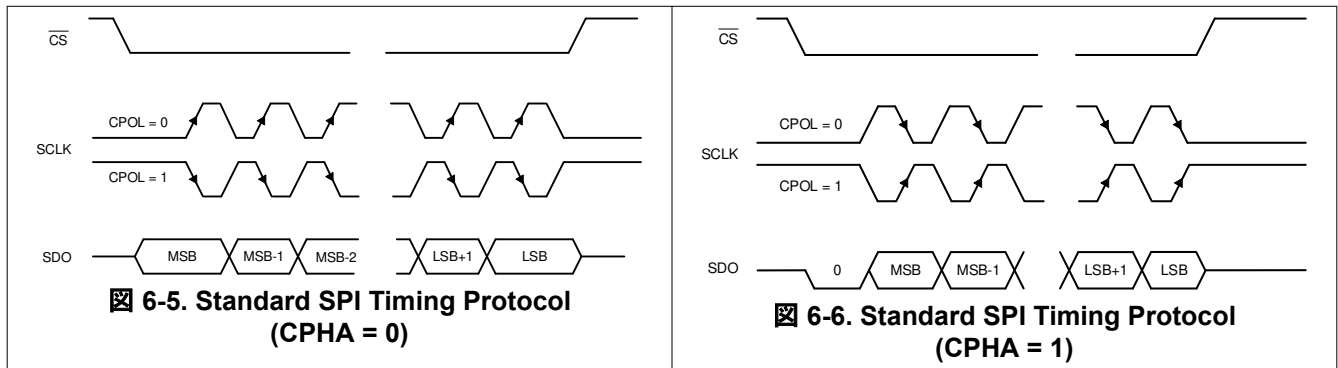 CS
CPOL = 0
SCLK
CPOL = 1
SDO
MSB MSB-1 MSB-2 LSB+1 LSB
図 6-5. Standard SPI Timing Protocol
(CPHA = 0)
CS
CPOL = 0
SCLK
CPOL = 1
SDO
0 MSB MSB-1 LSB+1 LSB
図 6-6. Standard SPI Timing Protocol
(CPHA = 1)